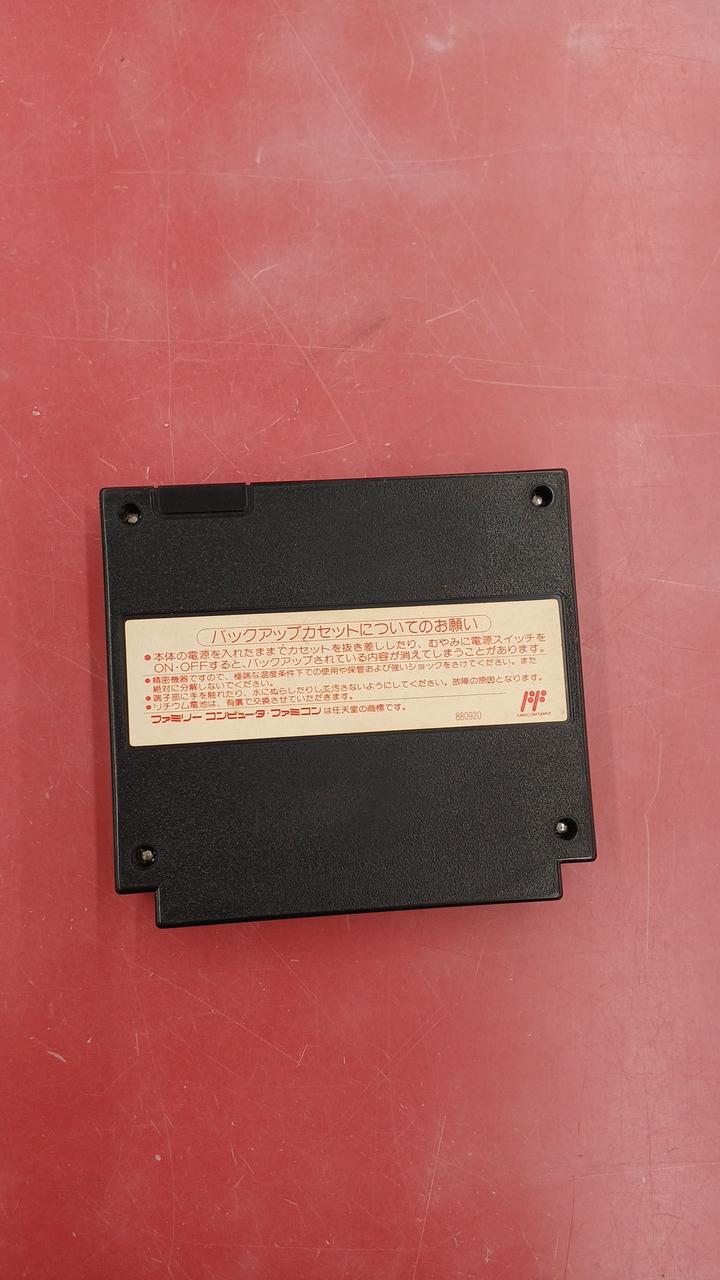 バックアップカセットについてのお願い
●本体の電源を入れたままでカセットを抜き差ししたり、むやみに電源スイッチを
ON・OFFすると、バックアップされている内容が消えてしまうことがあります。
●精密機器ですので、極端な温度条件下での使用や保管および強いショックをさけてください。また
絶対に分解しないでください。
●端子部に手を触れたり、水にぬらしたりして汚さないようにしてください。故障の原因となります。
●リチウム電池は、有償で交換させていただきます。
ファミリー コンピュータ・ファミコンは任天堂の商標です。
880920
FAMICOM FAMILY